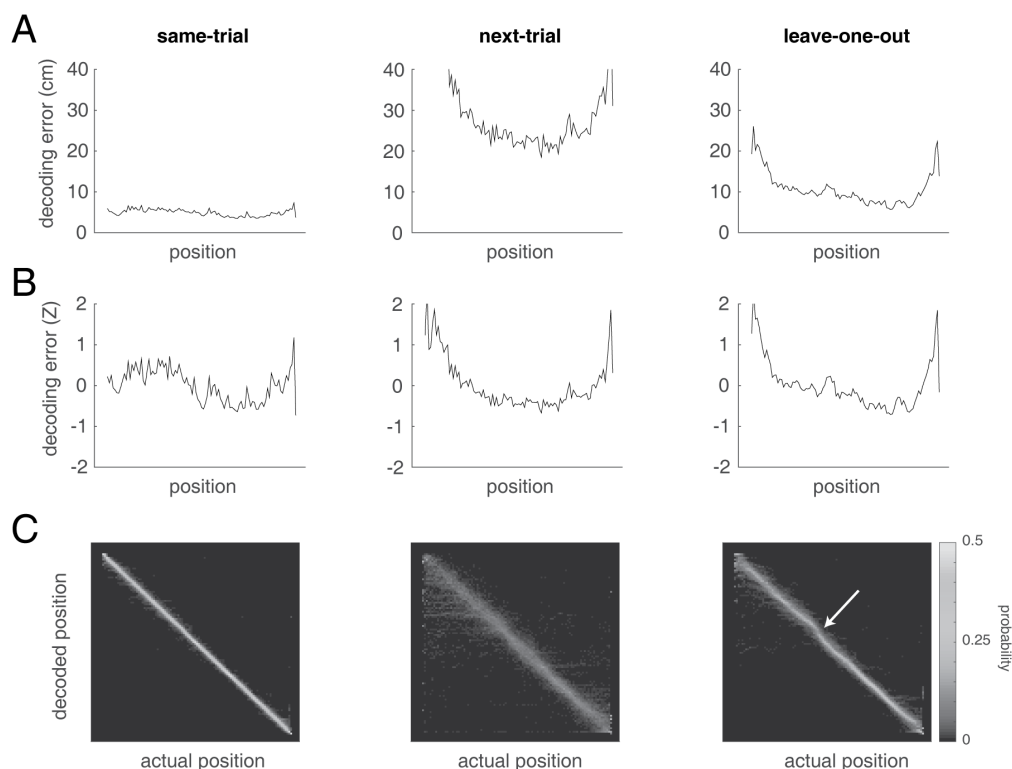 A
same-trial
next-trial
leave-one-out
decoding error (cm)
40
30
20
10
0
position
40
30
20
10
0
position
40
30
20
10
0
position
B
decoding error (Z)
2
1
0
-1
-2
position
2
1
0
-1
-2
position
2
1
0
-1
-2
position
C
decoded position
actual position
actual position
actual position
0.5
0.25
0
probability